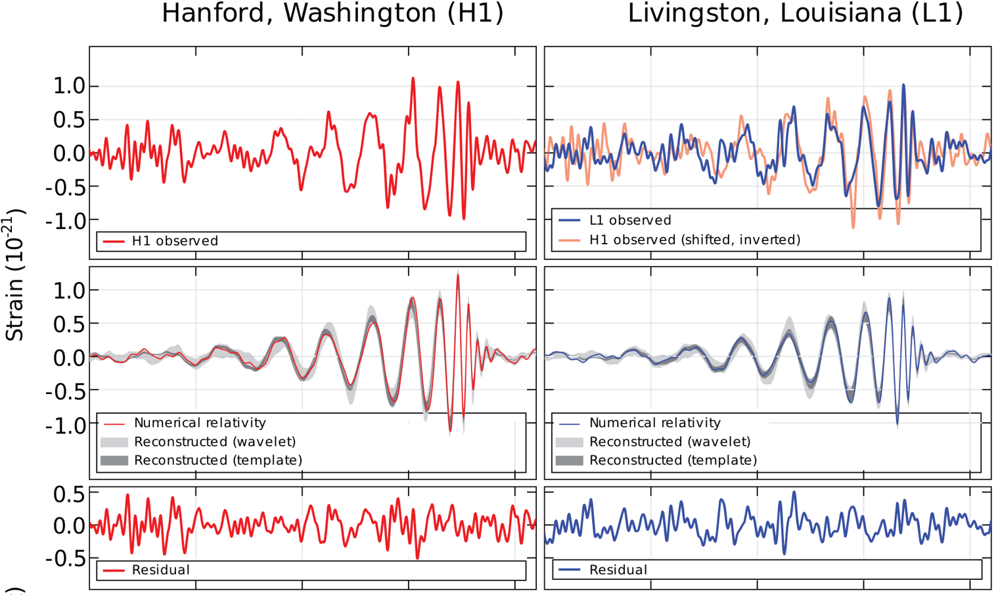 Hanford, Washington (H1)
Livingston, Louisiana (L1)
Strain (10-21)
1.0
0.5
0.0
-0.5
-1.0
H1 observed
L1 observed
H1 observed (shifted, inverted)
1.0
0.5
0.0
-0.5
-1.0
Numerical relativity
Reconstructed (wavelet)
Reconstructed (template)
Numerical relativity
Reconstructed (wavelet)
Reconstructed (template)
0.5
0.0
-0.5
Residual
Residual